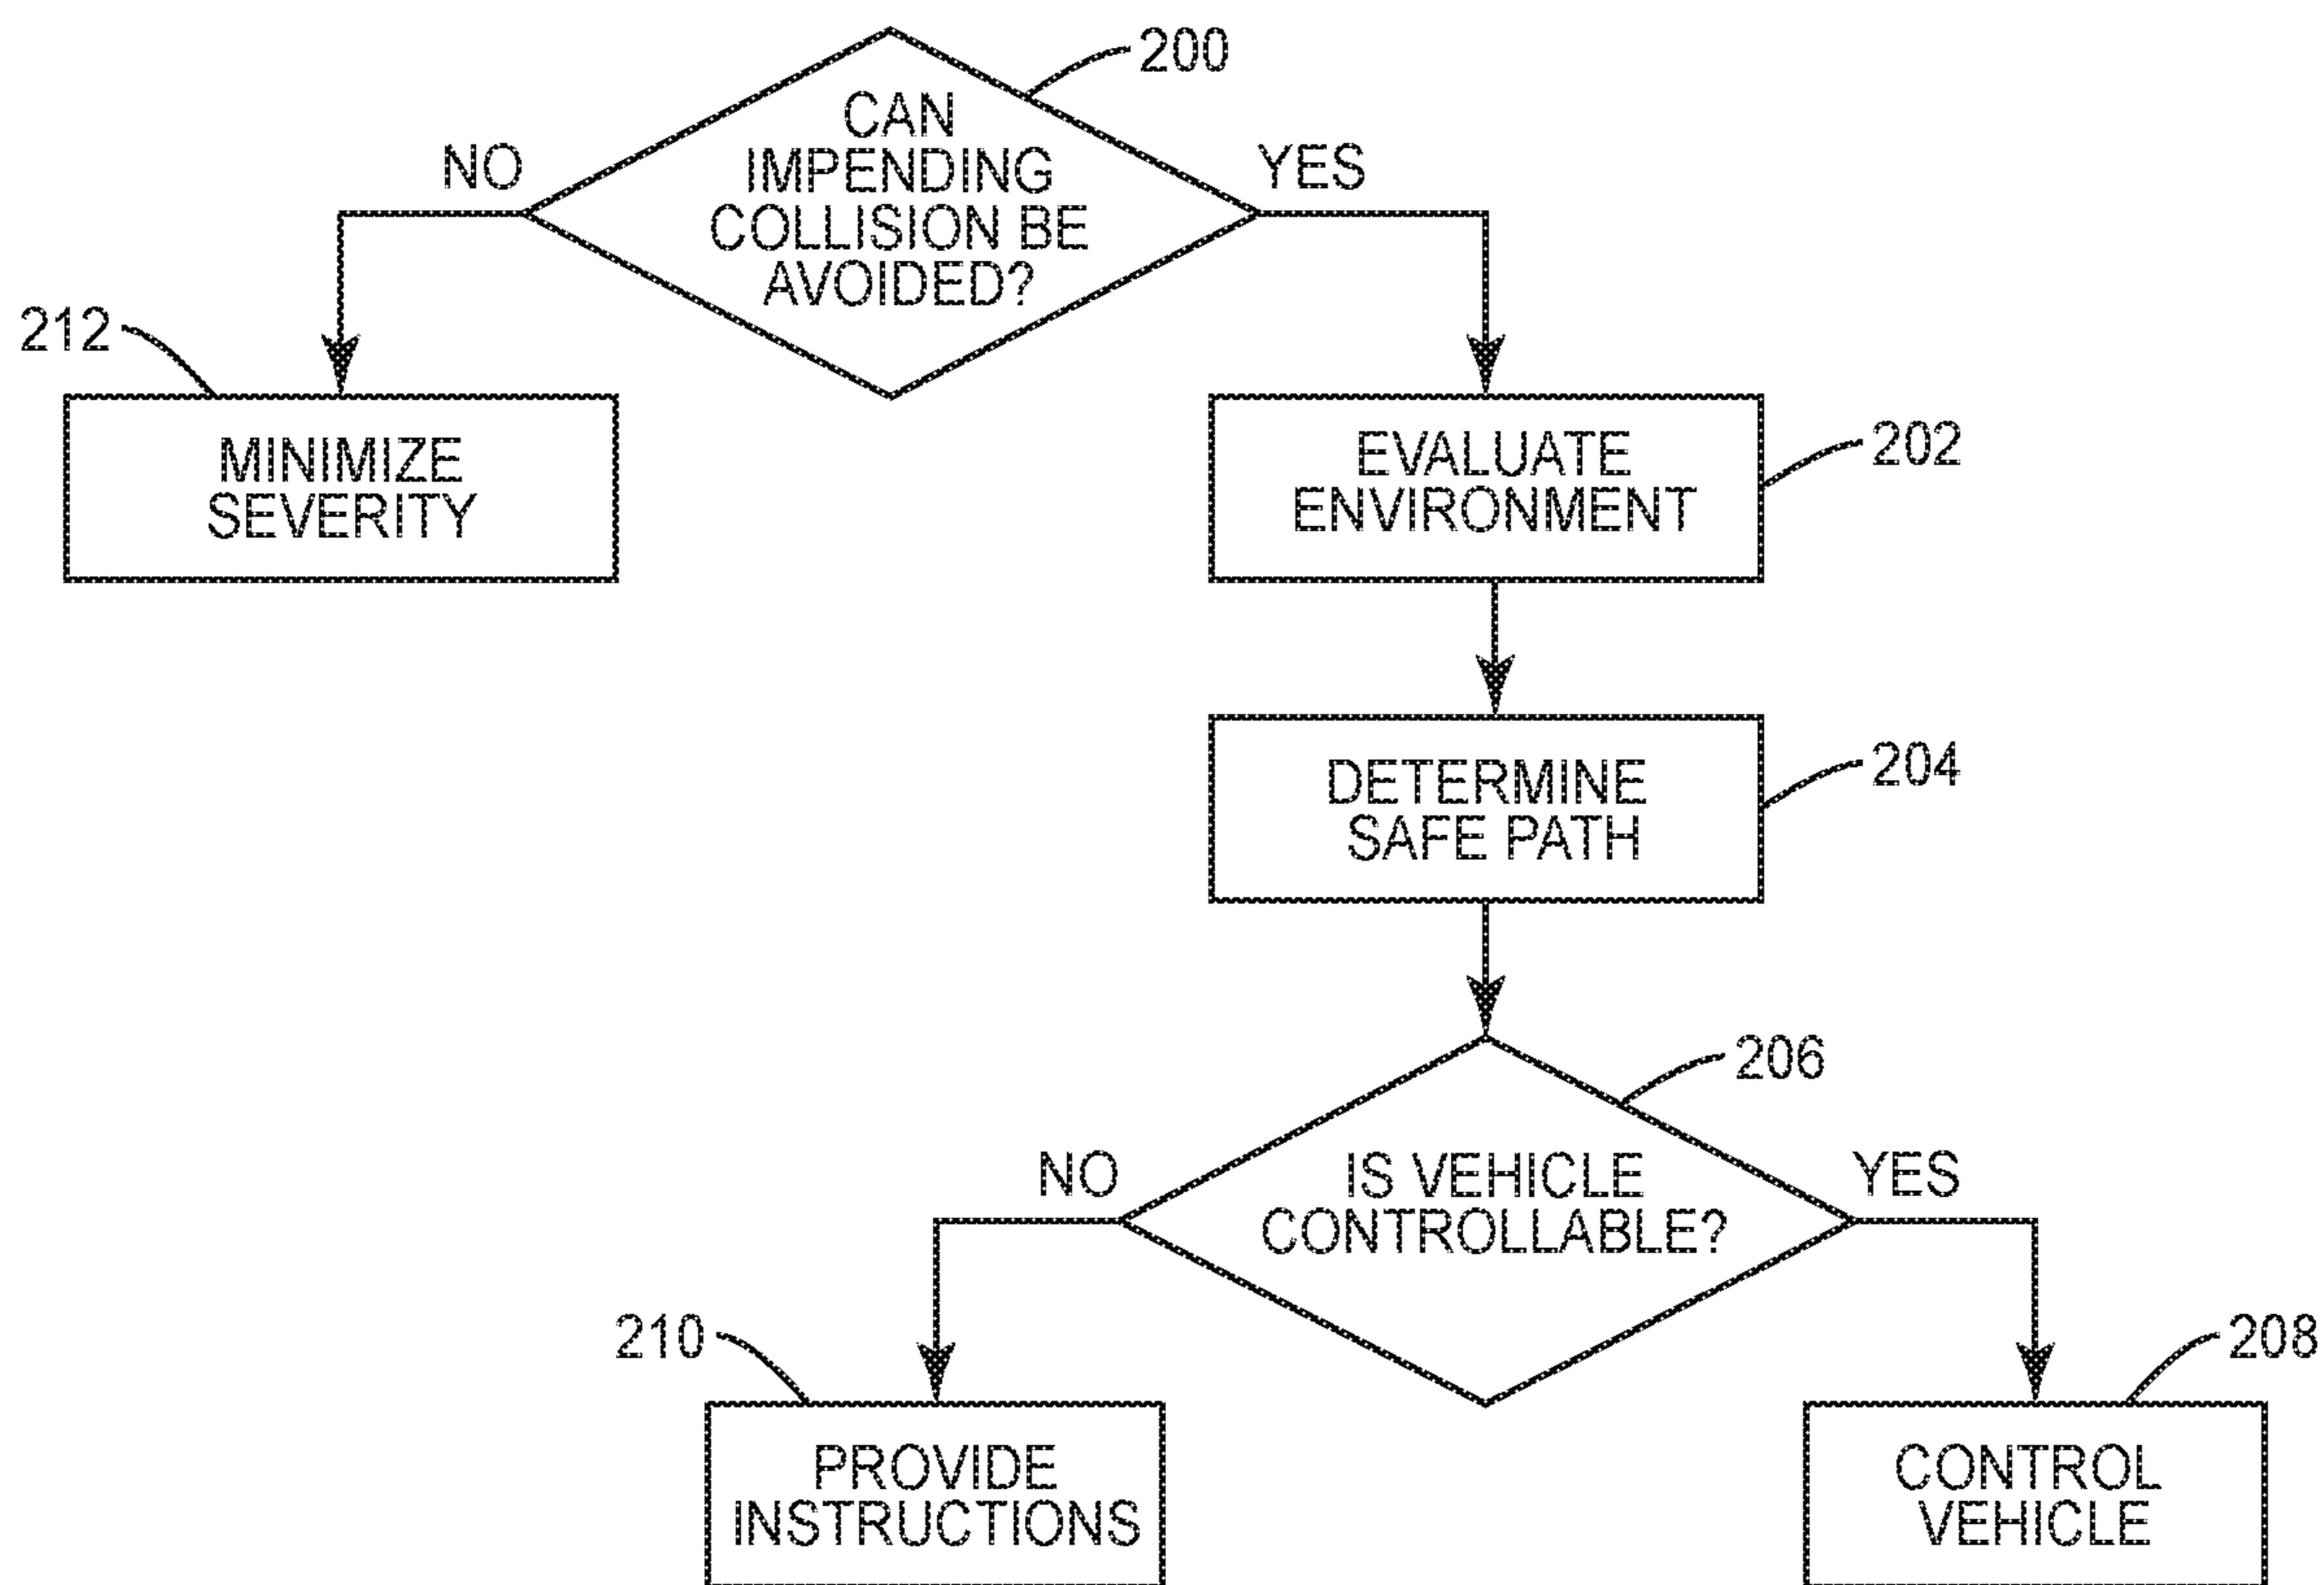 200
CAN
IMPENDING
COLLISION BE
AVOIDED?
NO
YES
212
MINIMIZE
SEVERITY
EVALUATE
ENVIRONMENT
202
DETERMINE
SAFE PATH
204
206
IS VEHICLE
CONTROLLABLE?
NO
YES
210
PROVIDE
INSTRUCTIONS
208
CONTROL
VEHICLE